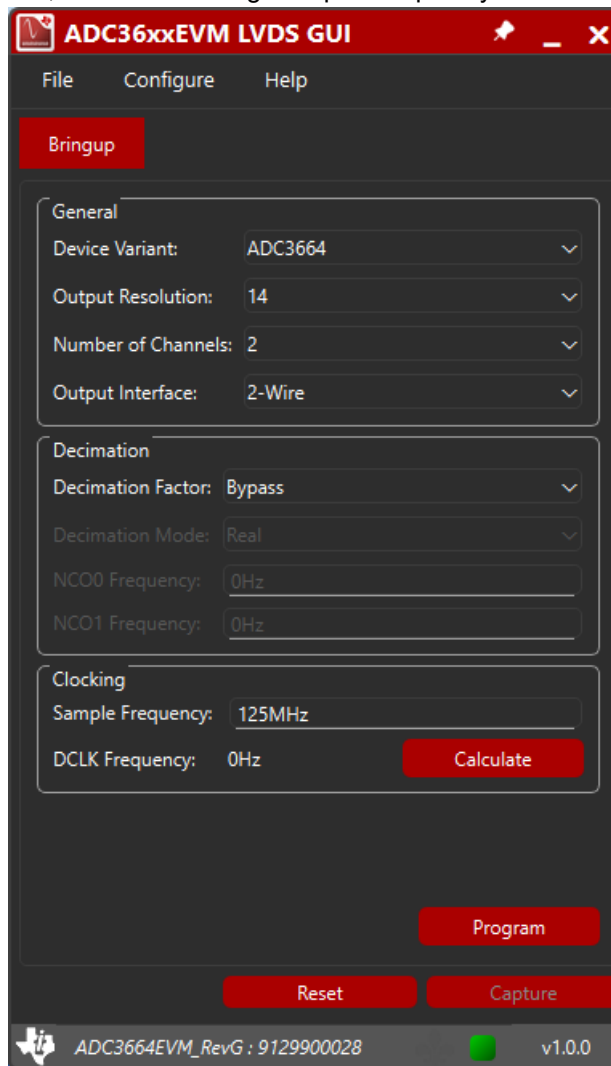 ADC36xxEVM LVDS GUI
File Configure Help
Bringup
General
Device Variant: ADC3664
Output Resolution: 14
Number of Channels: 2
Output Interface: 2-Wire
Decimation
Decimation Factor: Bypass
Decimation Mode: Real
NCO0 Frequency: 0Hz
NCO1 Frequency: 0Hz
Clocking
Sample Frequency: 125MHz
DCLK Frequency: 0Hz Calculate
Program
Reset Capture
ADC3664EVM_RevG : 9129900028 v1.0.0